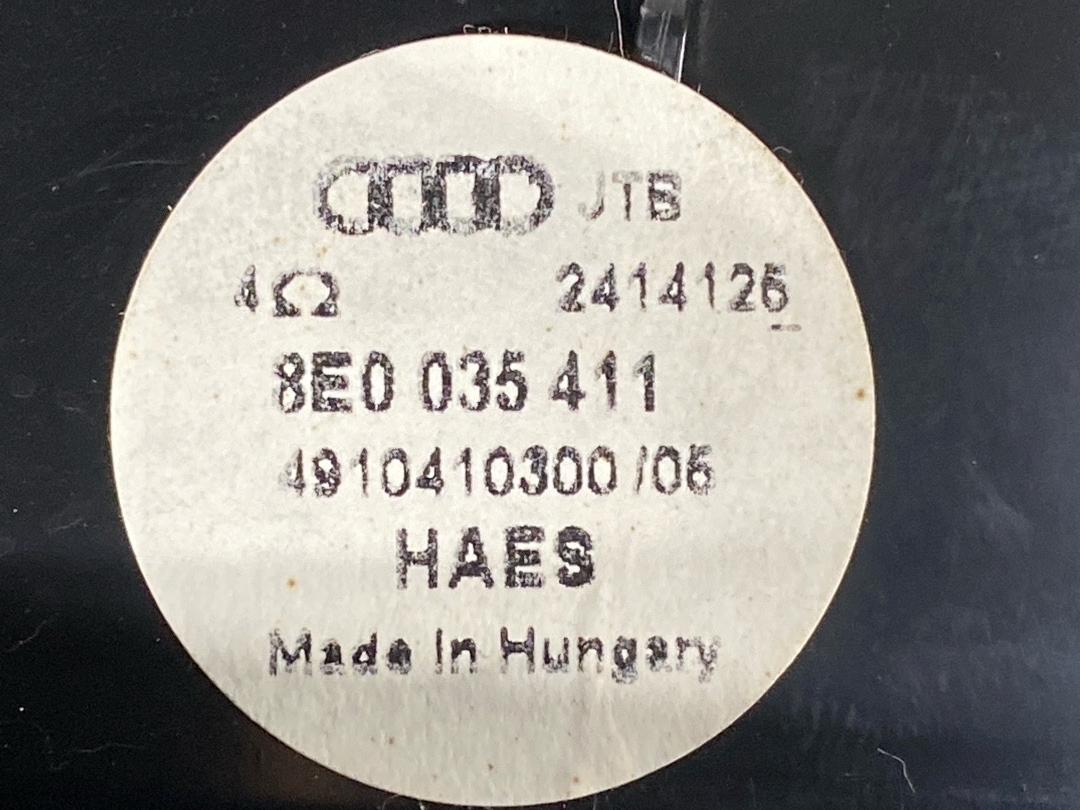 JTB
4Ω 2414126
8E0 035 411
4910410300 /06
HAES
Made In Hungary